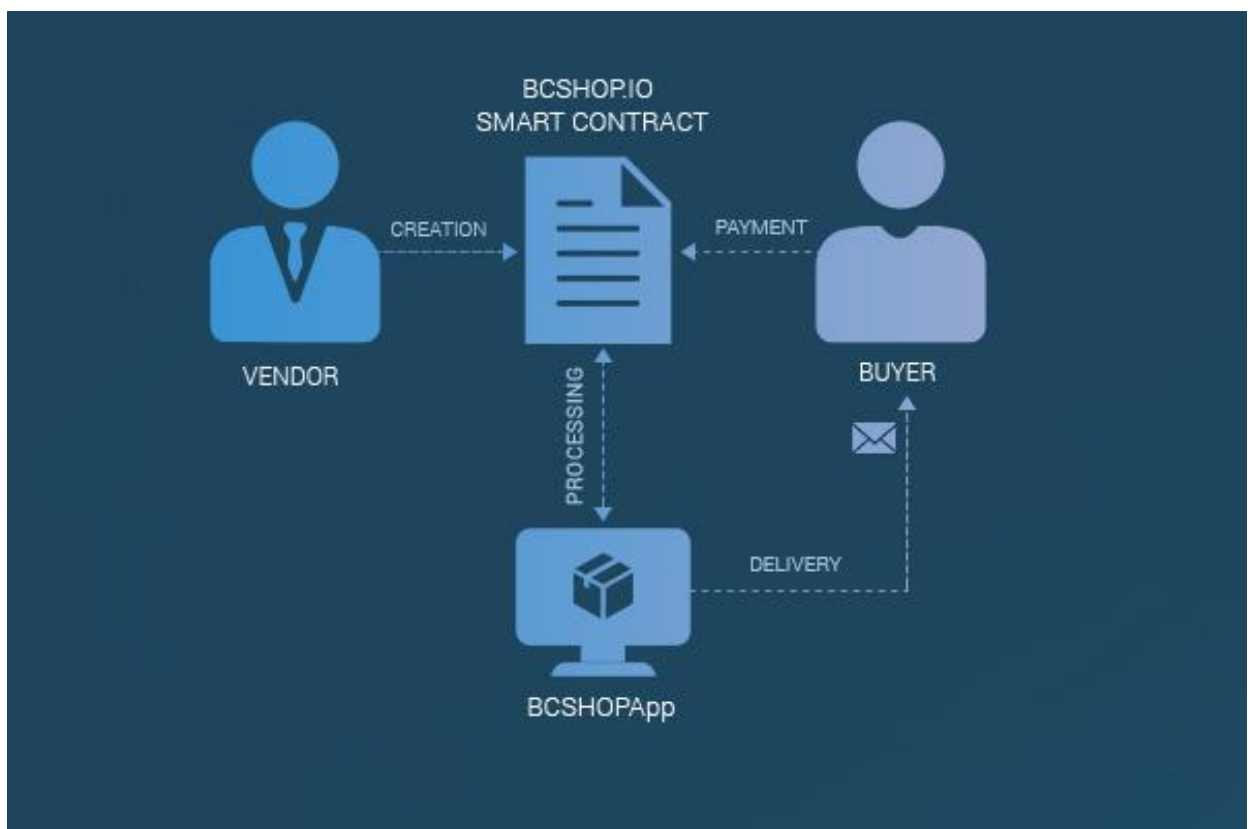 BCSHOP.IO
SMART CONTRACT
CREATION
PAYMENT
VENDOR
BUYER
PROCESSING
DELIVERY
BCSHOPApp